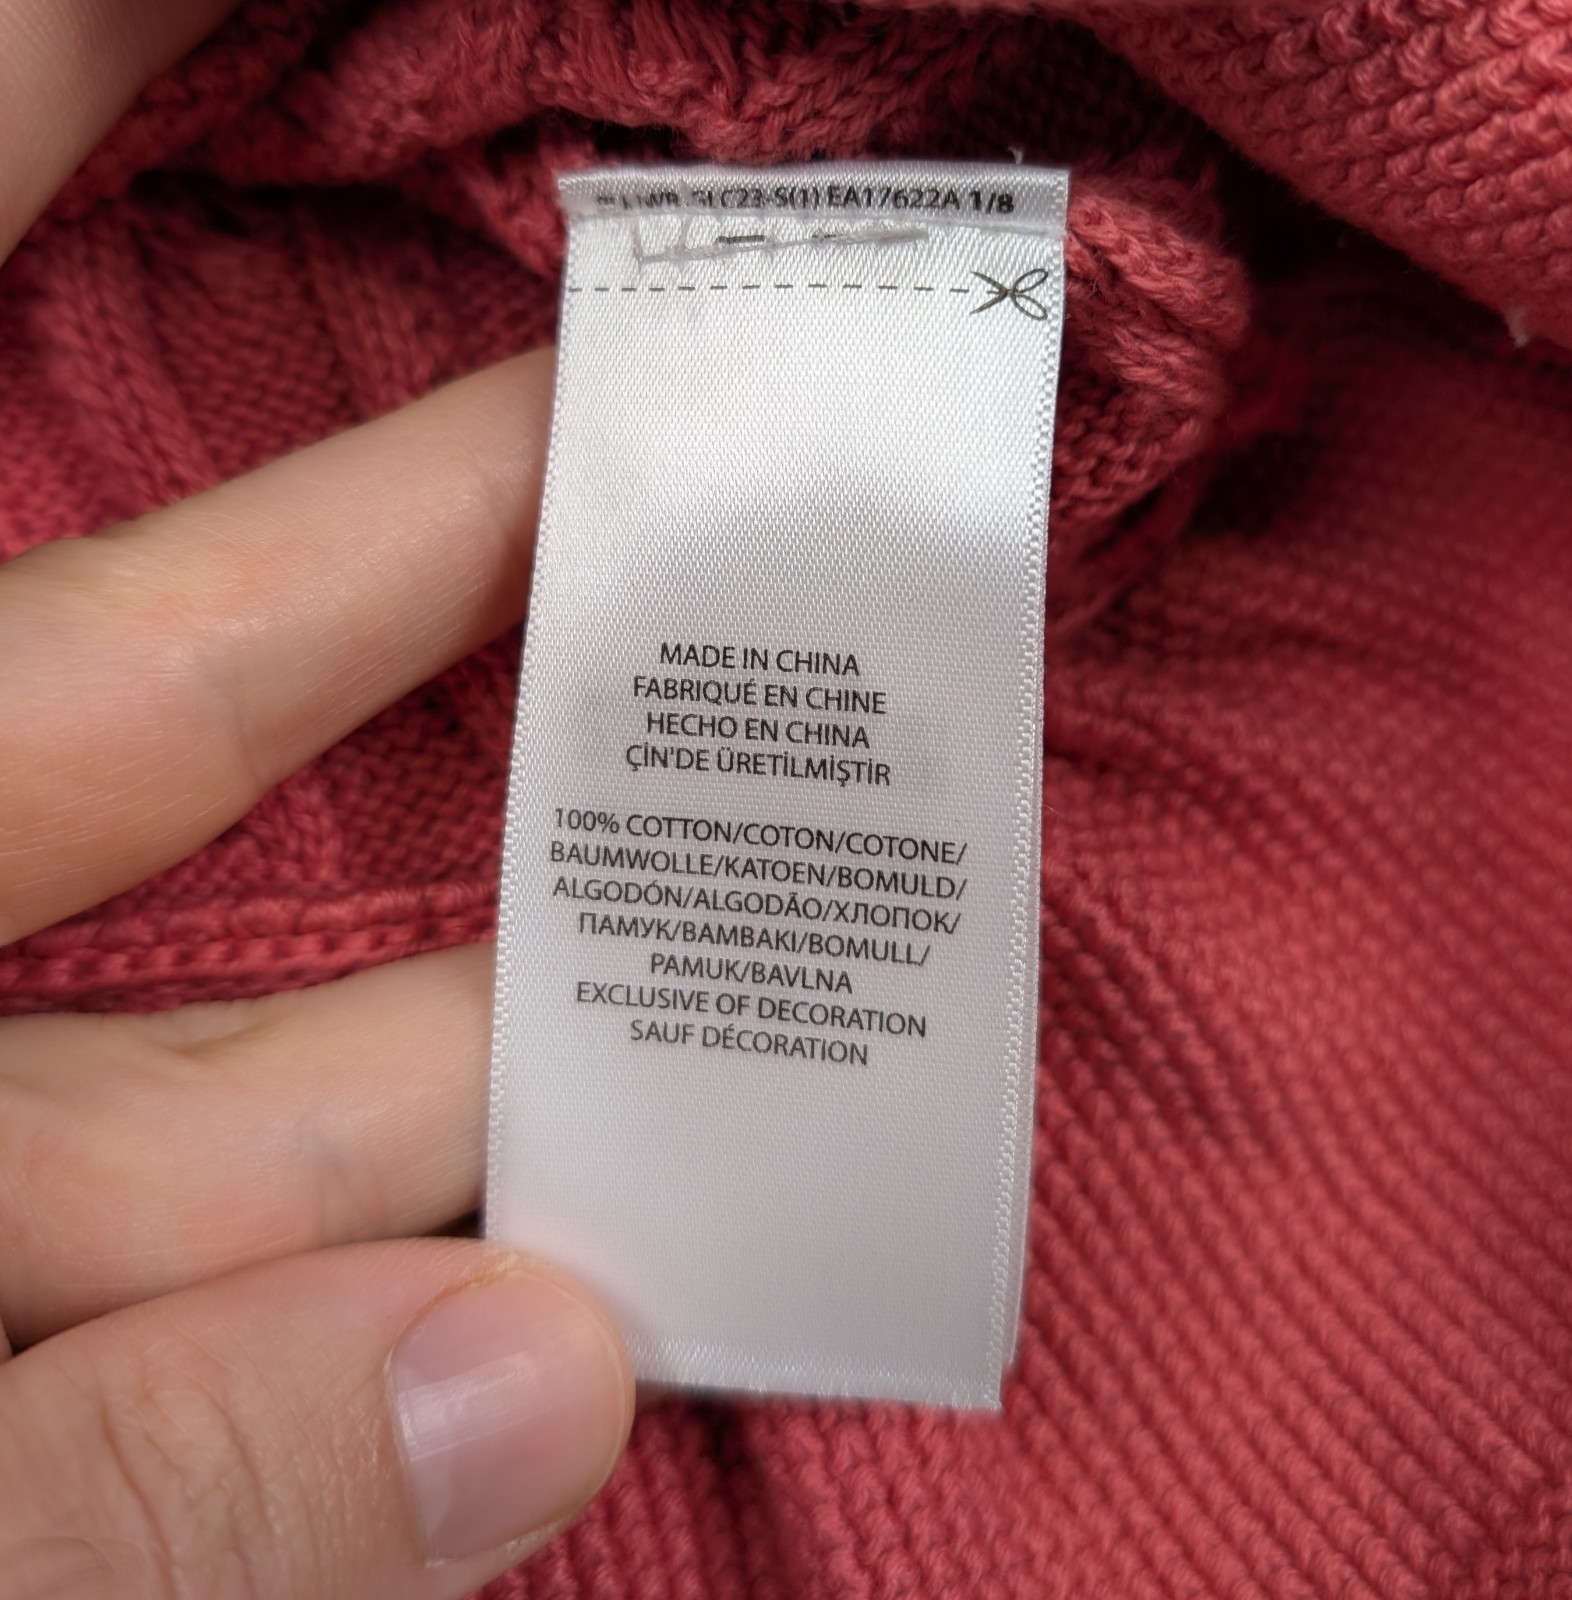 C23-S(1) EA17622A 1/8
MADE IN CHINA
FABRIQUÉ EN CHINE
HECHO EN CHINA
ÇİN'DE ÜRETİLMİŞTİR
100% COTTON/COTON/COTONE/
BAUMWOLLE/KATOEN/BOMULD/
ALGODÓN/ALGODÃO/ХЛОПОК/
ПАМУК/BAMBAKI/BOMULL/
PAMUK/BAVLNA
EXCLUSIVE OF DECORATION
SAUF DÉCORATION